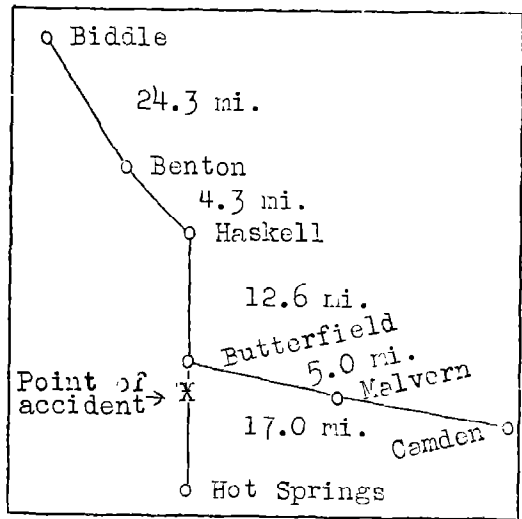 Biddle
24.3 mi.
Benton
4.3 mi.
Haskell
12.6 mi.
Butterfield
5.0 mi.
Malvern
Point of
accident
X
17.0 mi.
Camden
Hot Springs